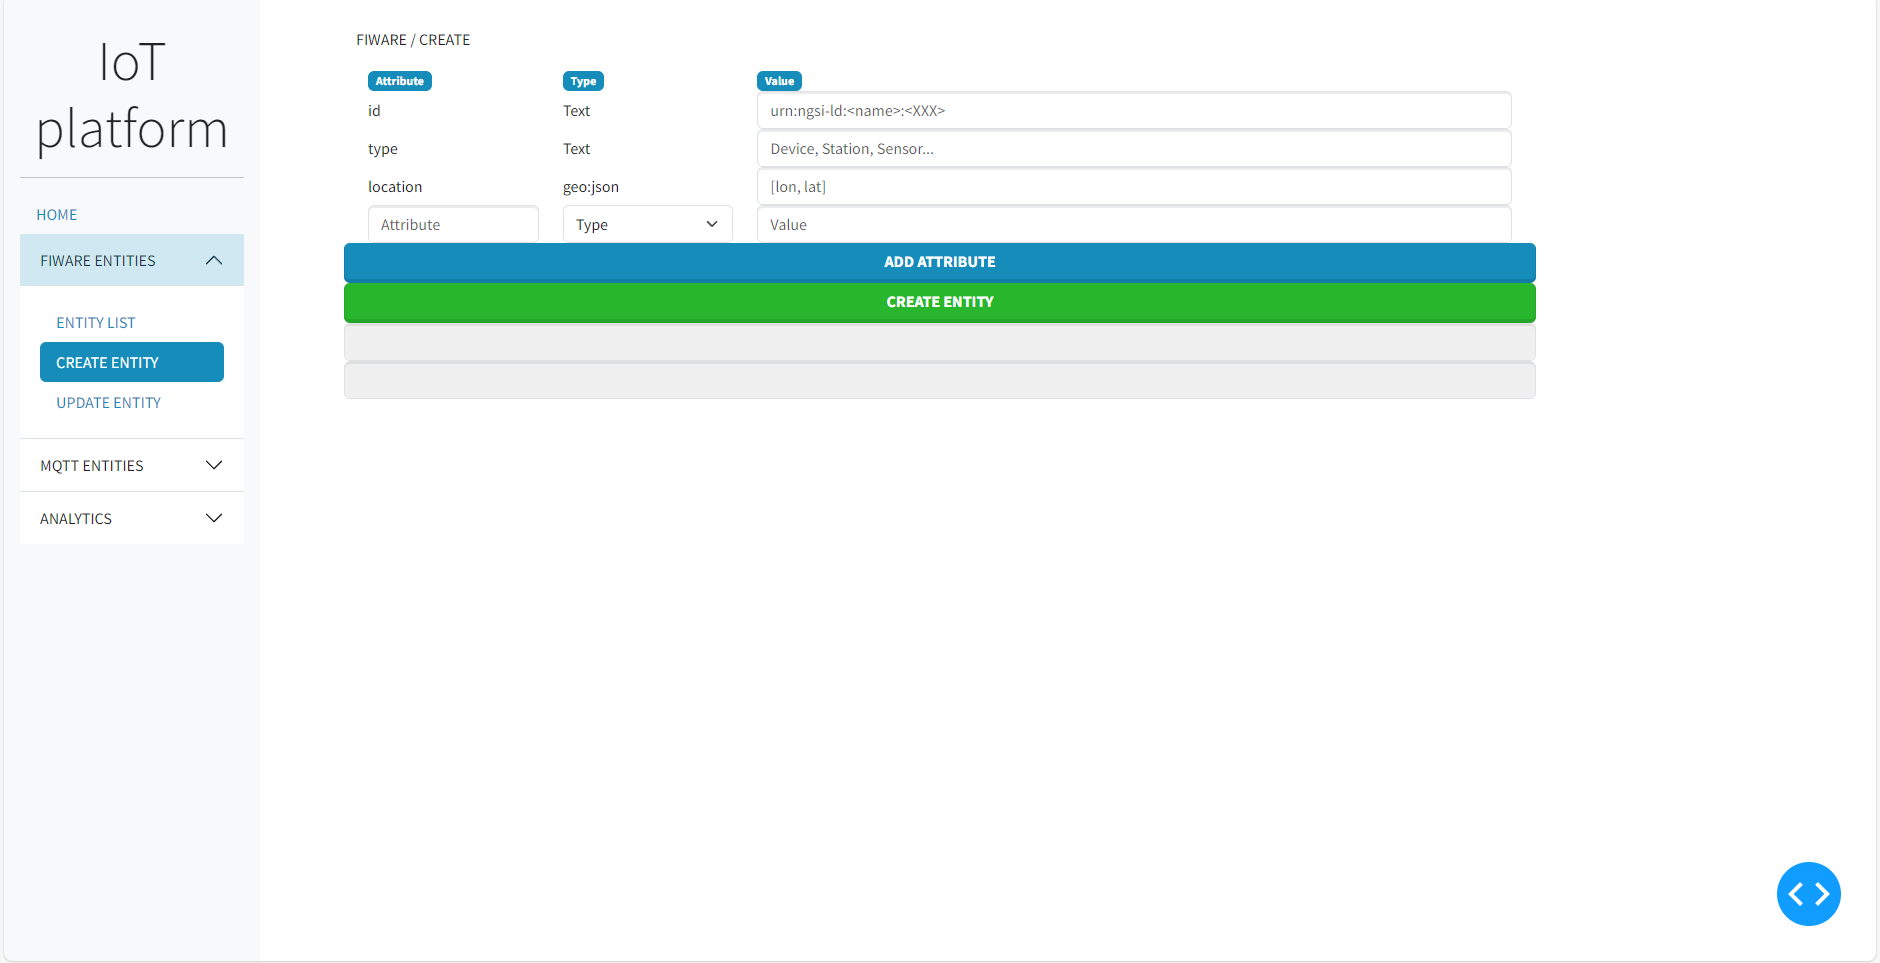 IoT
platform
HOME
FIWARE ENTITIES
ENTITY LIST
CREATE ENTITY
UPDATE ENTITY
MQTT ENTITIES
ANALYTICS
FIWARE / CREATE
Attribute Type Value
id Text urn:ngsi-ld:<name>:<XXX>
type Text Device, Station, Sensor...
location geo:json [lon, lat]
Attribute Type Value
ADD ATTRIBUTE
CREATE ENTITY